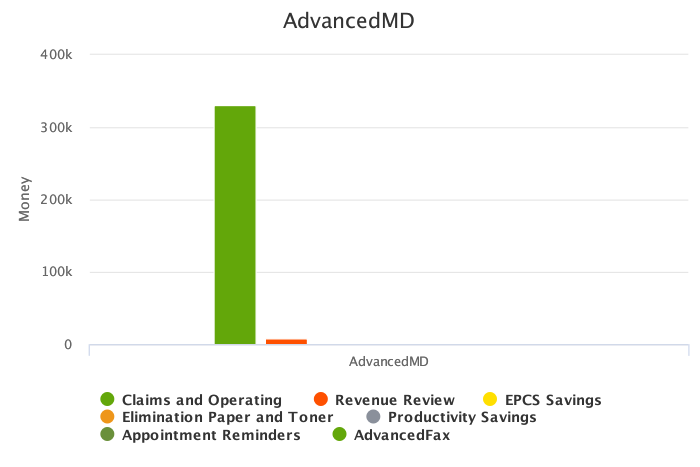 AdvancedMD
400k
300k
200k
100k
0
Money
AdvancedMD
Claims and Operating
Revenue Review
EPCS Savings
Elimination Paper and Toner
Productivity Savings
Appointment Reminders
AdvancedFax